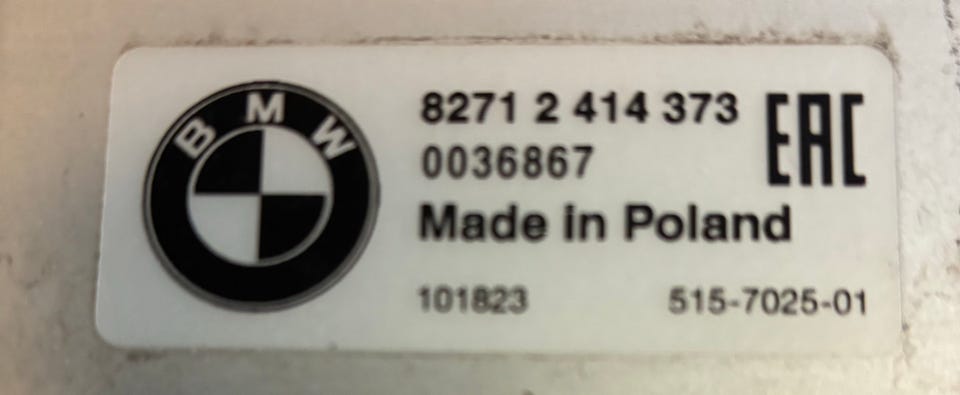 BMW
8271 2 414 373
EAC
0036867
Made in Poland
101823 515-7025-01